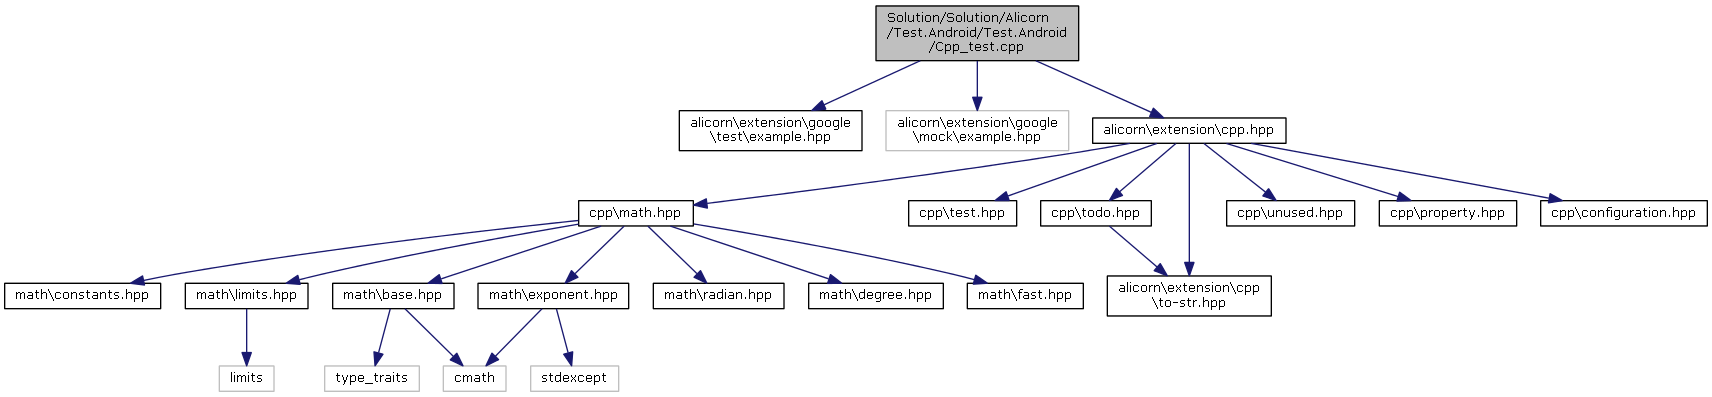 Solution/Solution/Alicorn
/Test.Android/Test.Android
/Cpp_test.cpp
alicorn\extension\google
\test\example.hpp
alicorn\extension\google
\mock\example.hpp
alicorn\extension\cpp.hpp
cpp\math.hpp
cpp\test.hpp
cpp\todo.hpp
cpp\unused.hpp
cpp\property.hpp
cpp\configuration.hpp
math\constants.hpp
math\limits.hpp
math\base.hpp
math\exponent.hpp
math\radian.hpp
math\degree.hpp
math\fast.hpp
alicorn\extension\cpp
\to-str.hpp
limits
type_traits
cmath
stdexcept